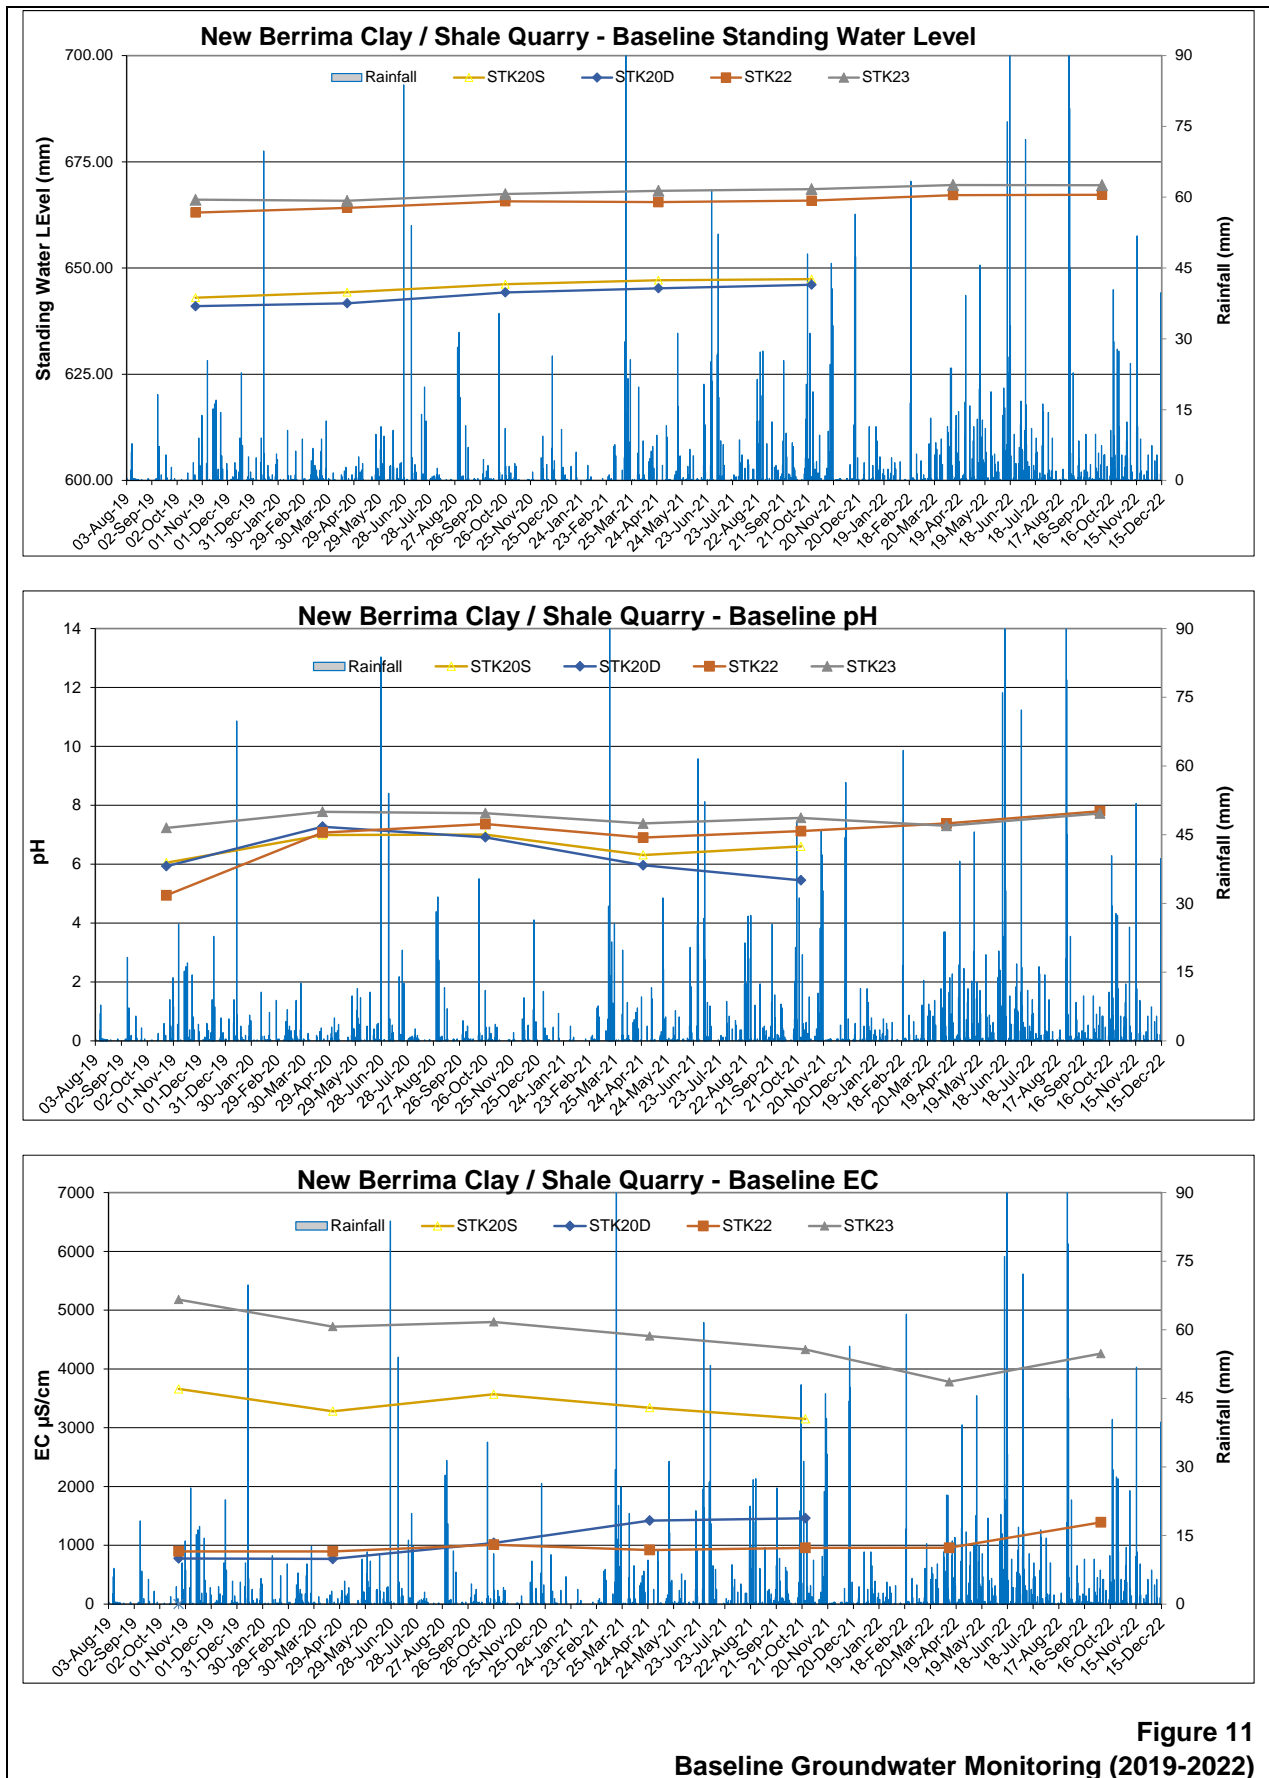 New Berrima Clay / Shale Quarry - Baseline Standing Water Level
Rainfall STK20S STK20D STK22 STK23
Standing Water LEvel (mm)
700.00
675.00
650.00
625.00
600.00
90
75
60
45
30
15
0
Rainfall (mm)
03-Aug-19 02-Sep-19 02-Oct-19 01-Nov-19 01-Dec-19 31-Dec-19 30-Jan-20 29-Feb-20 30-Mar-20 29-Apr-20 29-May-20 28-Jun-20 28-Jul-20 27-Aug-20 26-Sep-20 26-Oct-20 25-Nov-20 25-Dec-20 24-Jan-21 23-Feb-21 25-Mar-21 24-Apr-21 24-May-21 23-Jun-21 23-Jul-21 22-Aug-21 21-Sep-21 21-Oct-21 20-Nov-21 20-Dec-21 19-Jan-22 18-Feb-22 20-Mar-22 19-Apr-22 19-May-22 18-Jun-22 18-Jul-22 17-Aug-22 16-Sep-22 16-Oct-22 15-Nov-22 15-Dec-22
New Berrima Clay / Shale Quarry - Baseline pH
Rainfall STK20S STK20D STK22 STK23
pH
14
12
10
8
6
4
2
0
90
75
60
45
30
15
0
Rainfall (mm)
03-Aug-19 02-Sep-19 02-Oct-19 01-Nov-19 01-Dec-19 31-Dec-19 30-Jan-20 29-Feb-20 30-Mar-20 29-Apr-20 29-May-20 28-Jun-20 28-Jul-20 27-Aug-20 26-Sep-20 26-Oct-20 25-Nov-20 25-Dec-20 24-Jan-21 23-Feb-21 25-Mar-21 24-Apr-21 24-May-21 23-Jun-21 23-Jul-21 22-Aug-21 21-Sep-21 21-Oct-21 20-Nov-21 20-Dec-21 19-Jan-22 18-Feb-22 20-Mar-22 19-Apr-22 19-May-22 18-Jun-22 18-Jul-22 17-Aug-22 16-Sep-22 16-Oct-22 15-Nov-22 15-Dec-22
New Berrima Clay / Shale Quarry - Baseline EC
Rainfall STK20S STK20D STK22 STK23
EC µS/cm
7000
6000
5000
4000
3000
2000
1000
0
90
75
60
45
30
15
0
Rainfall (mm)
03-Aug-19 02-Sep-19 02-Oct-19 01-Nov-19 01-Dec-19 31-Dec-19 30-Jan-20 29-Feb-20 30-Mar-20 29-Apr-20 29-May-20 28-Jun-20 28-Jul-20 27-Aug-20 26-Sep-20 26-Oct-20 25-Nov-20 25-Dec-20 24-Jan-21 23-Feb-21 25-Mar-21 24-Apr-21 24-May-21 23-Jun-21 23-Jul-21 22-Aug-21 21-Sep-21 21-Oct-21 20-Nov-21 20-Dec-21 19-Jan-22 18-Feb-22 20-Mar-22 19-Apr-22 19-May-22 18-Jun-22 18-Jul-22 17-Aug-22 16-Sep-22 16-Oct-22 15-Nov-22 15-Dec-22
Figure 11
Baseline Groundwater Monitoring (2019-2022)